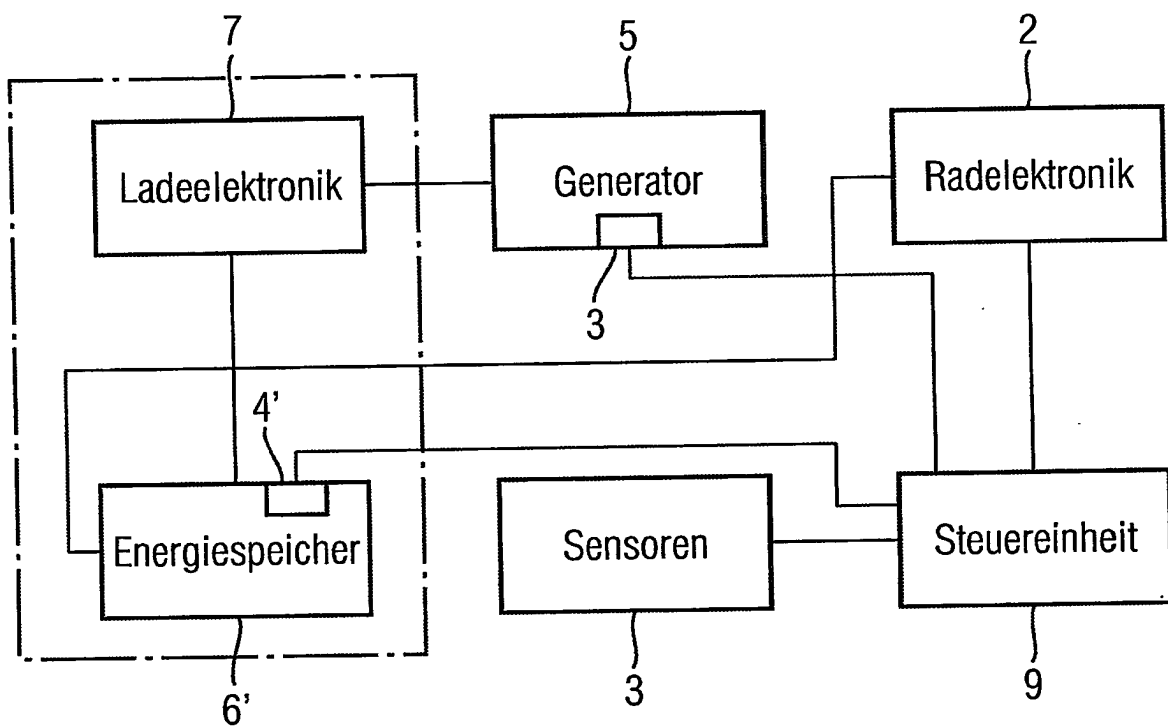 7
5
2
Ladeelektronik
Generator
Radelektronik
3
4'
Energiespeicher
Sensoren
Steuereinheit
6'
3
9